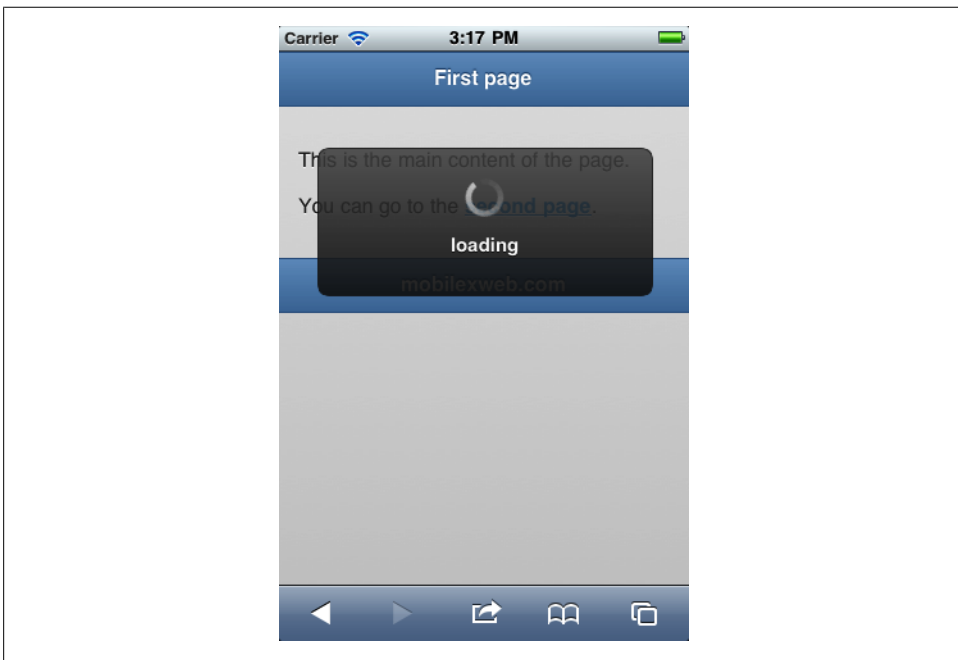 Carrier 3:17 PM
First page
This is the main content of the page.
You can go to the second page.
loading
mobilexweb.com